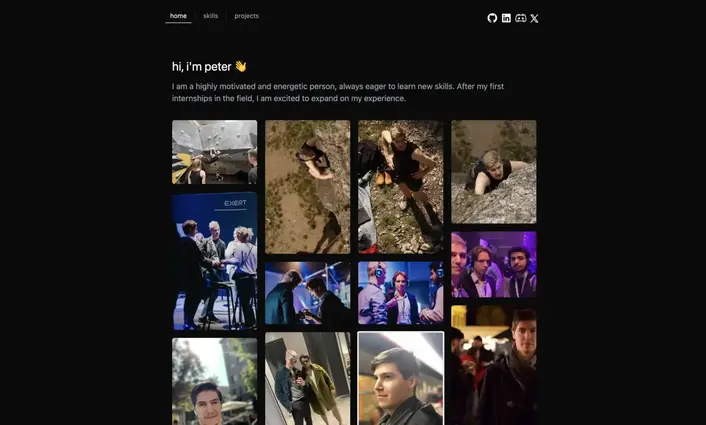 home
skills
projects
hi, i'm peter 👋
I am a highly motivated and energetic person, always eager to learn new skills. After my first
internships in the field, I am excited to expand on my experience.